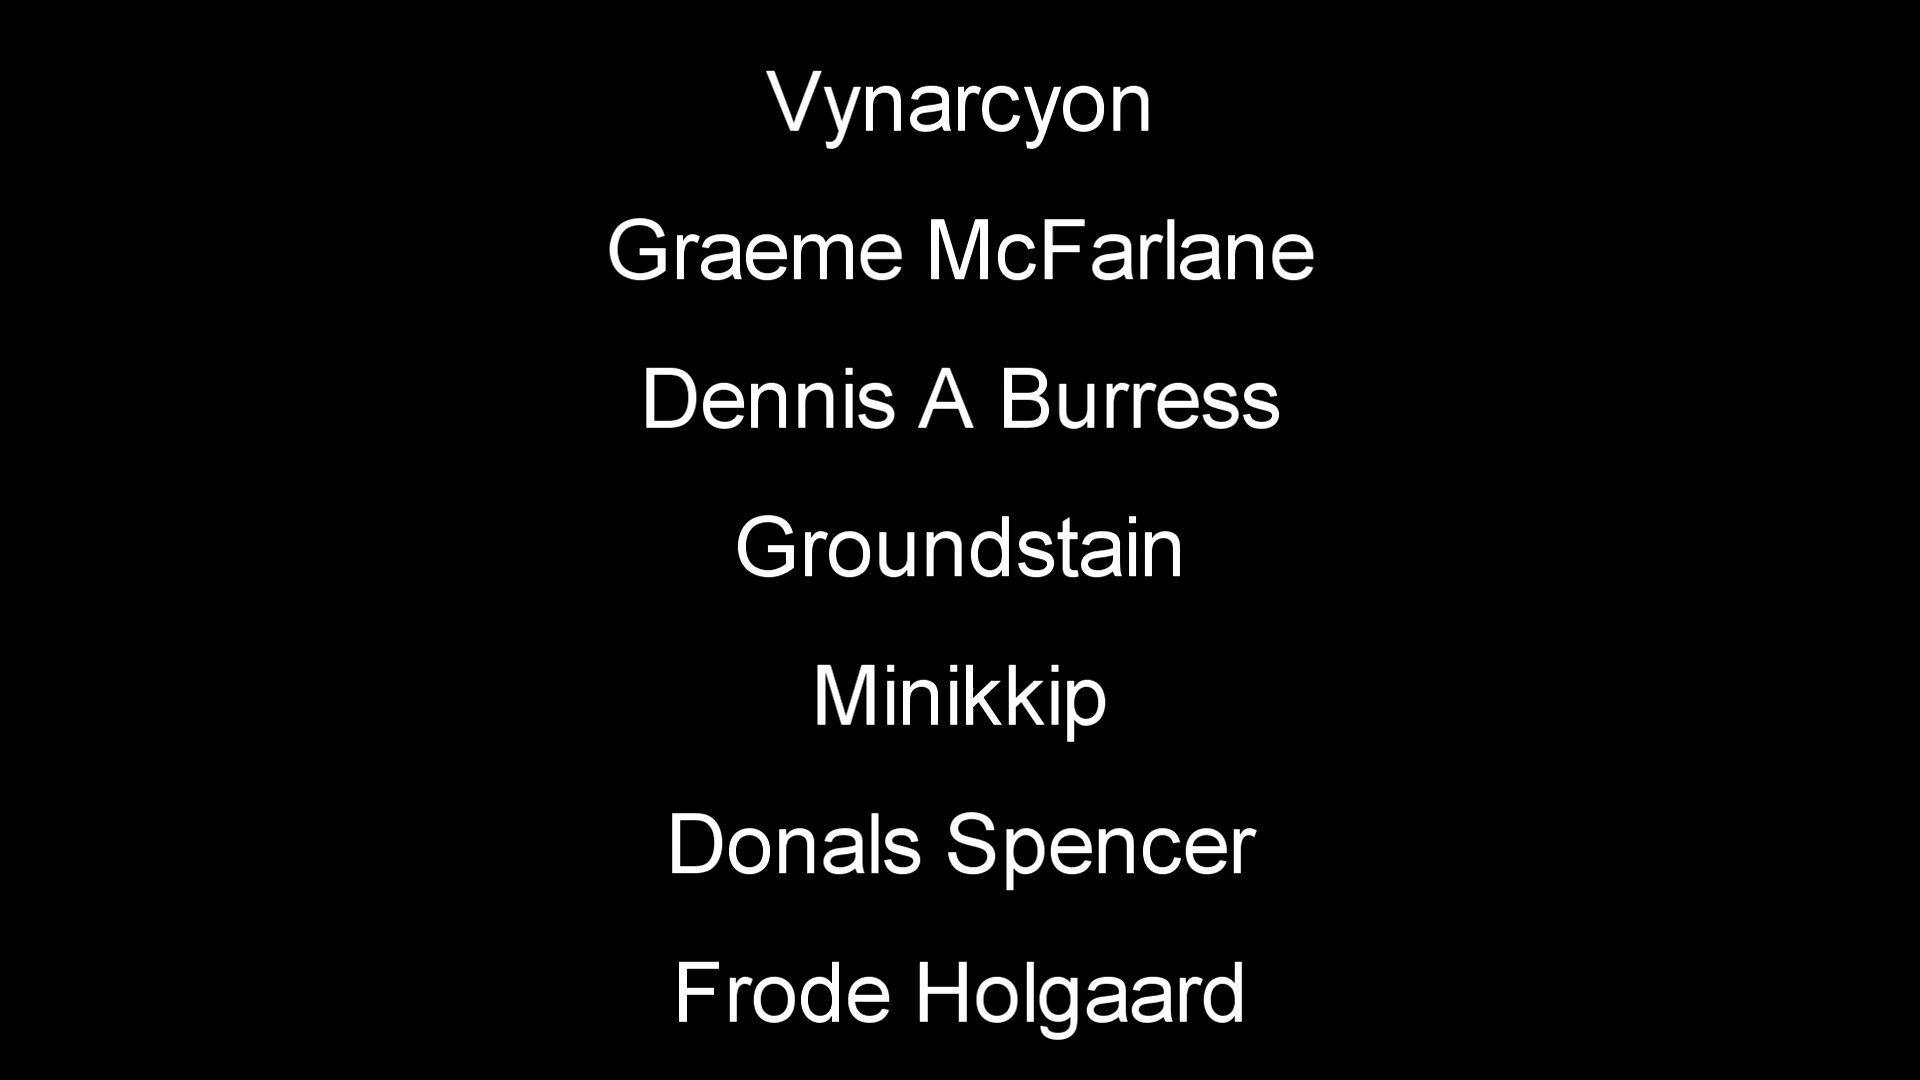 Vynarcyon
Graeme McFarlane
Dennis A Burress
Groundstain
Minikkip
Donals Spencer
Frode Holgaard